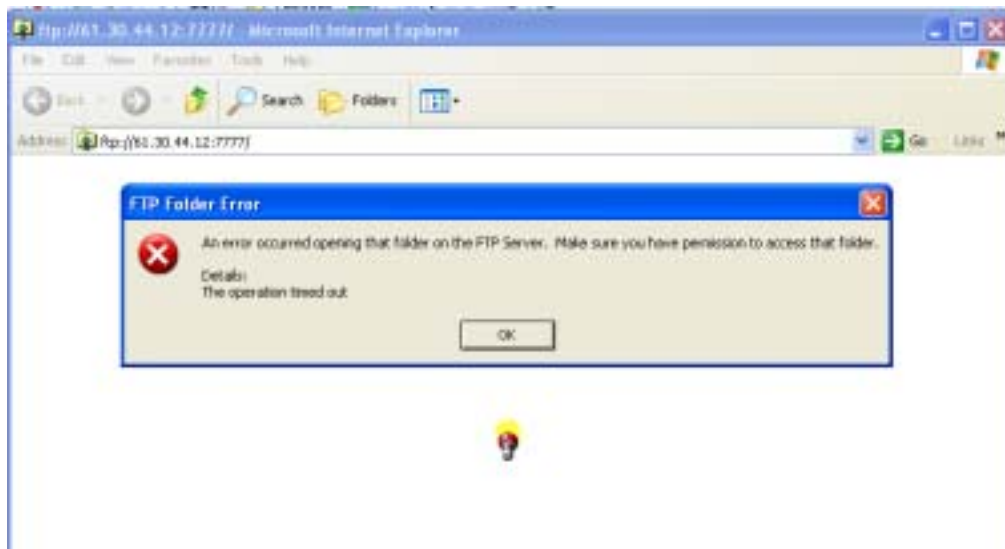 ftp://61.30.44.12:7777/ Microsoft Internet Explorer
File Edit View Favorites Tools Help
Back Search Folders
Address ftp://61.30.44.12:7777/ Go Links
FTP Folder Error
An error occurred opening that folder on the FTP Server. Make sure you have permission to access that folder.
Details:
The operation timed out
OK